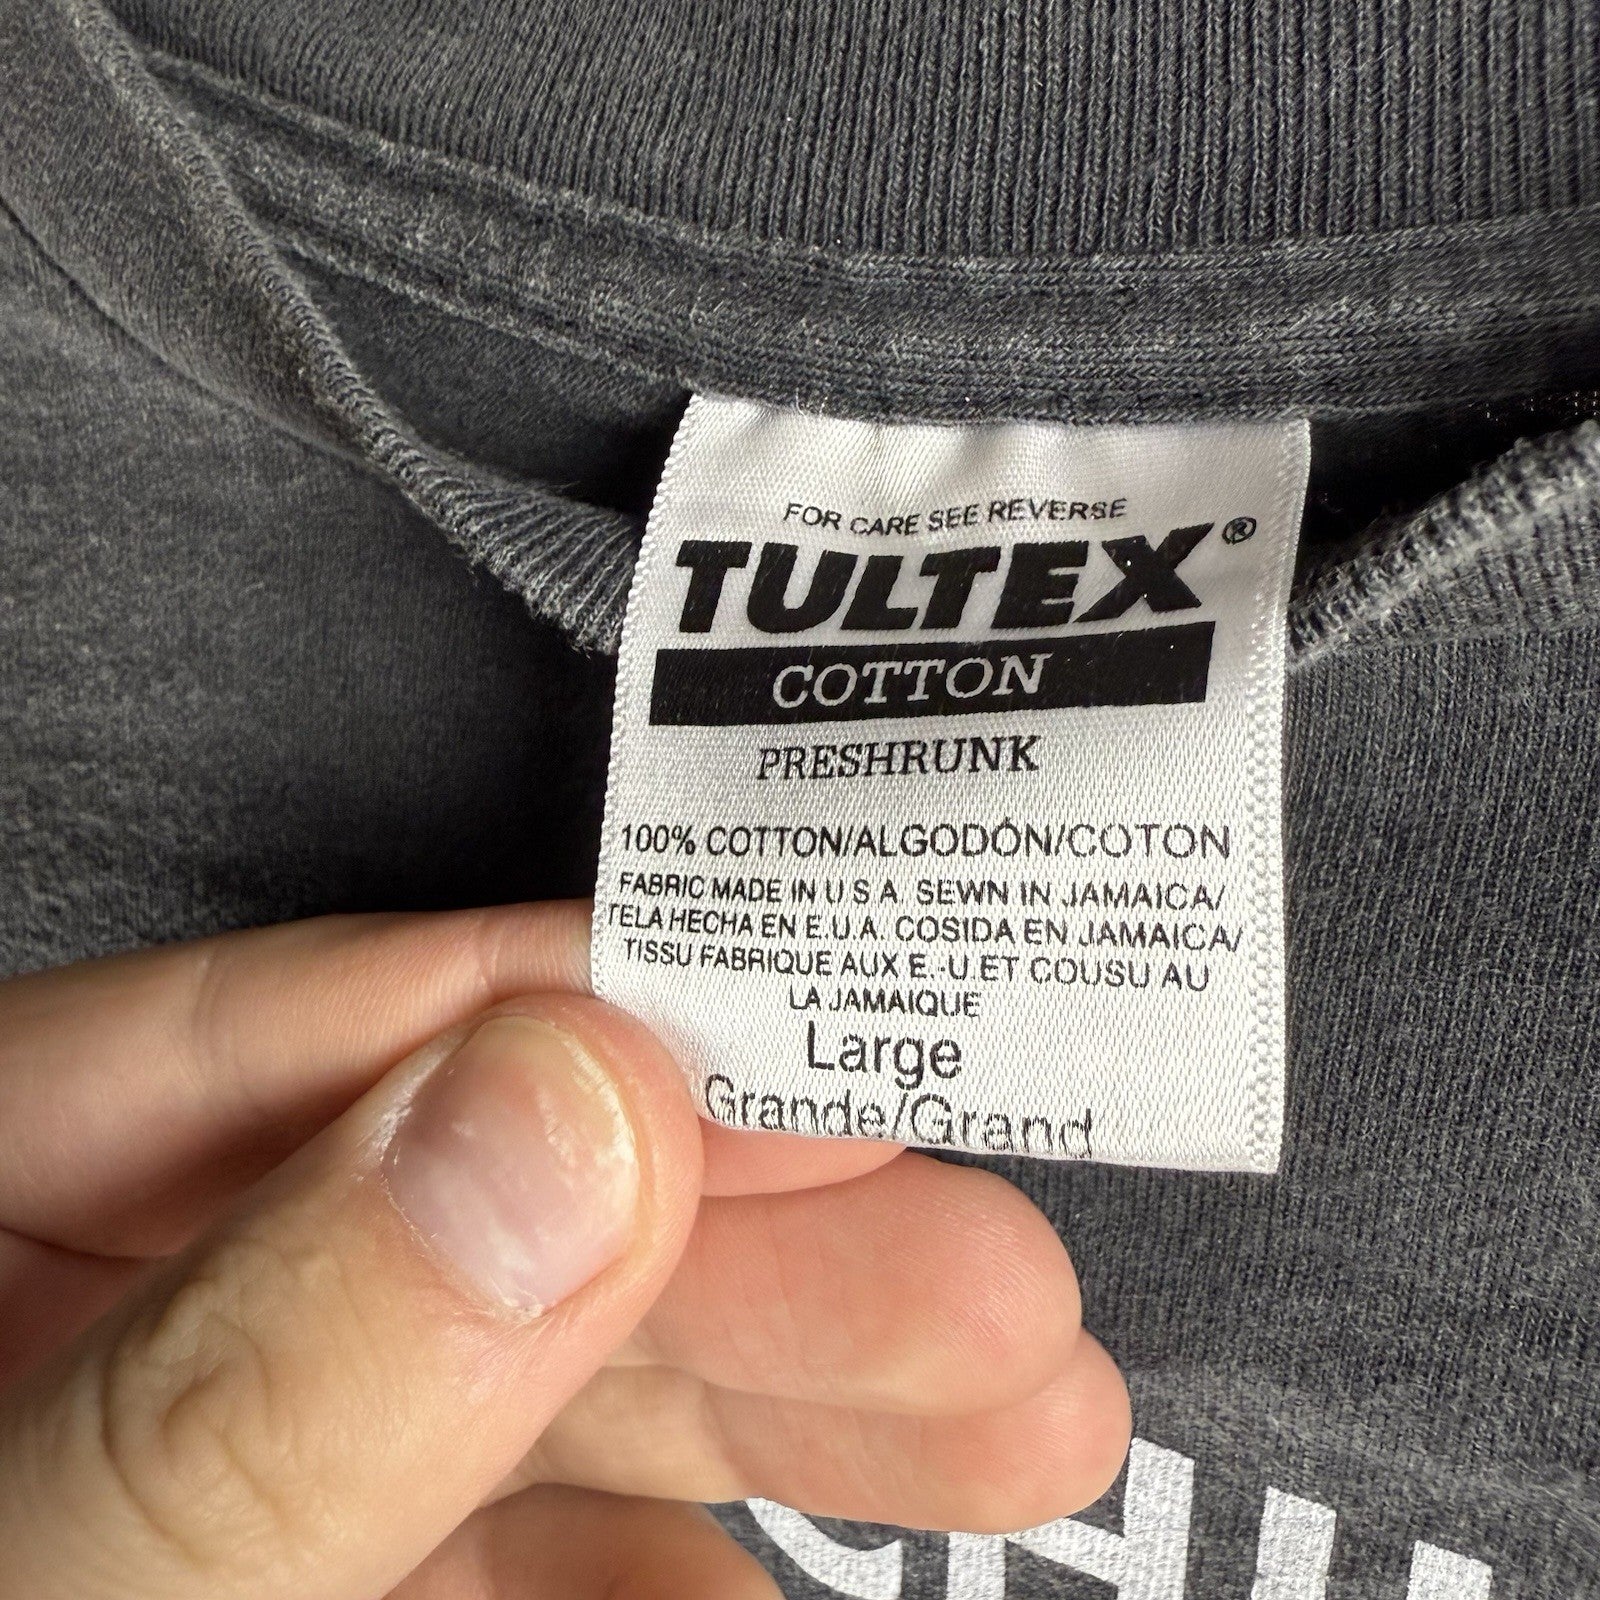 FOR CARE SEE REVERSE
TULTEX®
COTTON
PRESHRUNK
100% COTTON/ALGODÓN/COTON
FABRIC MADE IN U S A. SEWN IN JAMAICA/
TELA HECHA EN E.U.A. COSIDA EN JAMAICA/
TISSU FABRIQUE AUX E.-U.ET COUSU AU
LA JAMAIQUE
Large
Grande/Grand